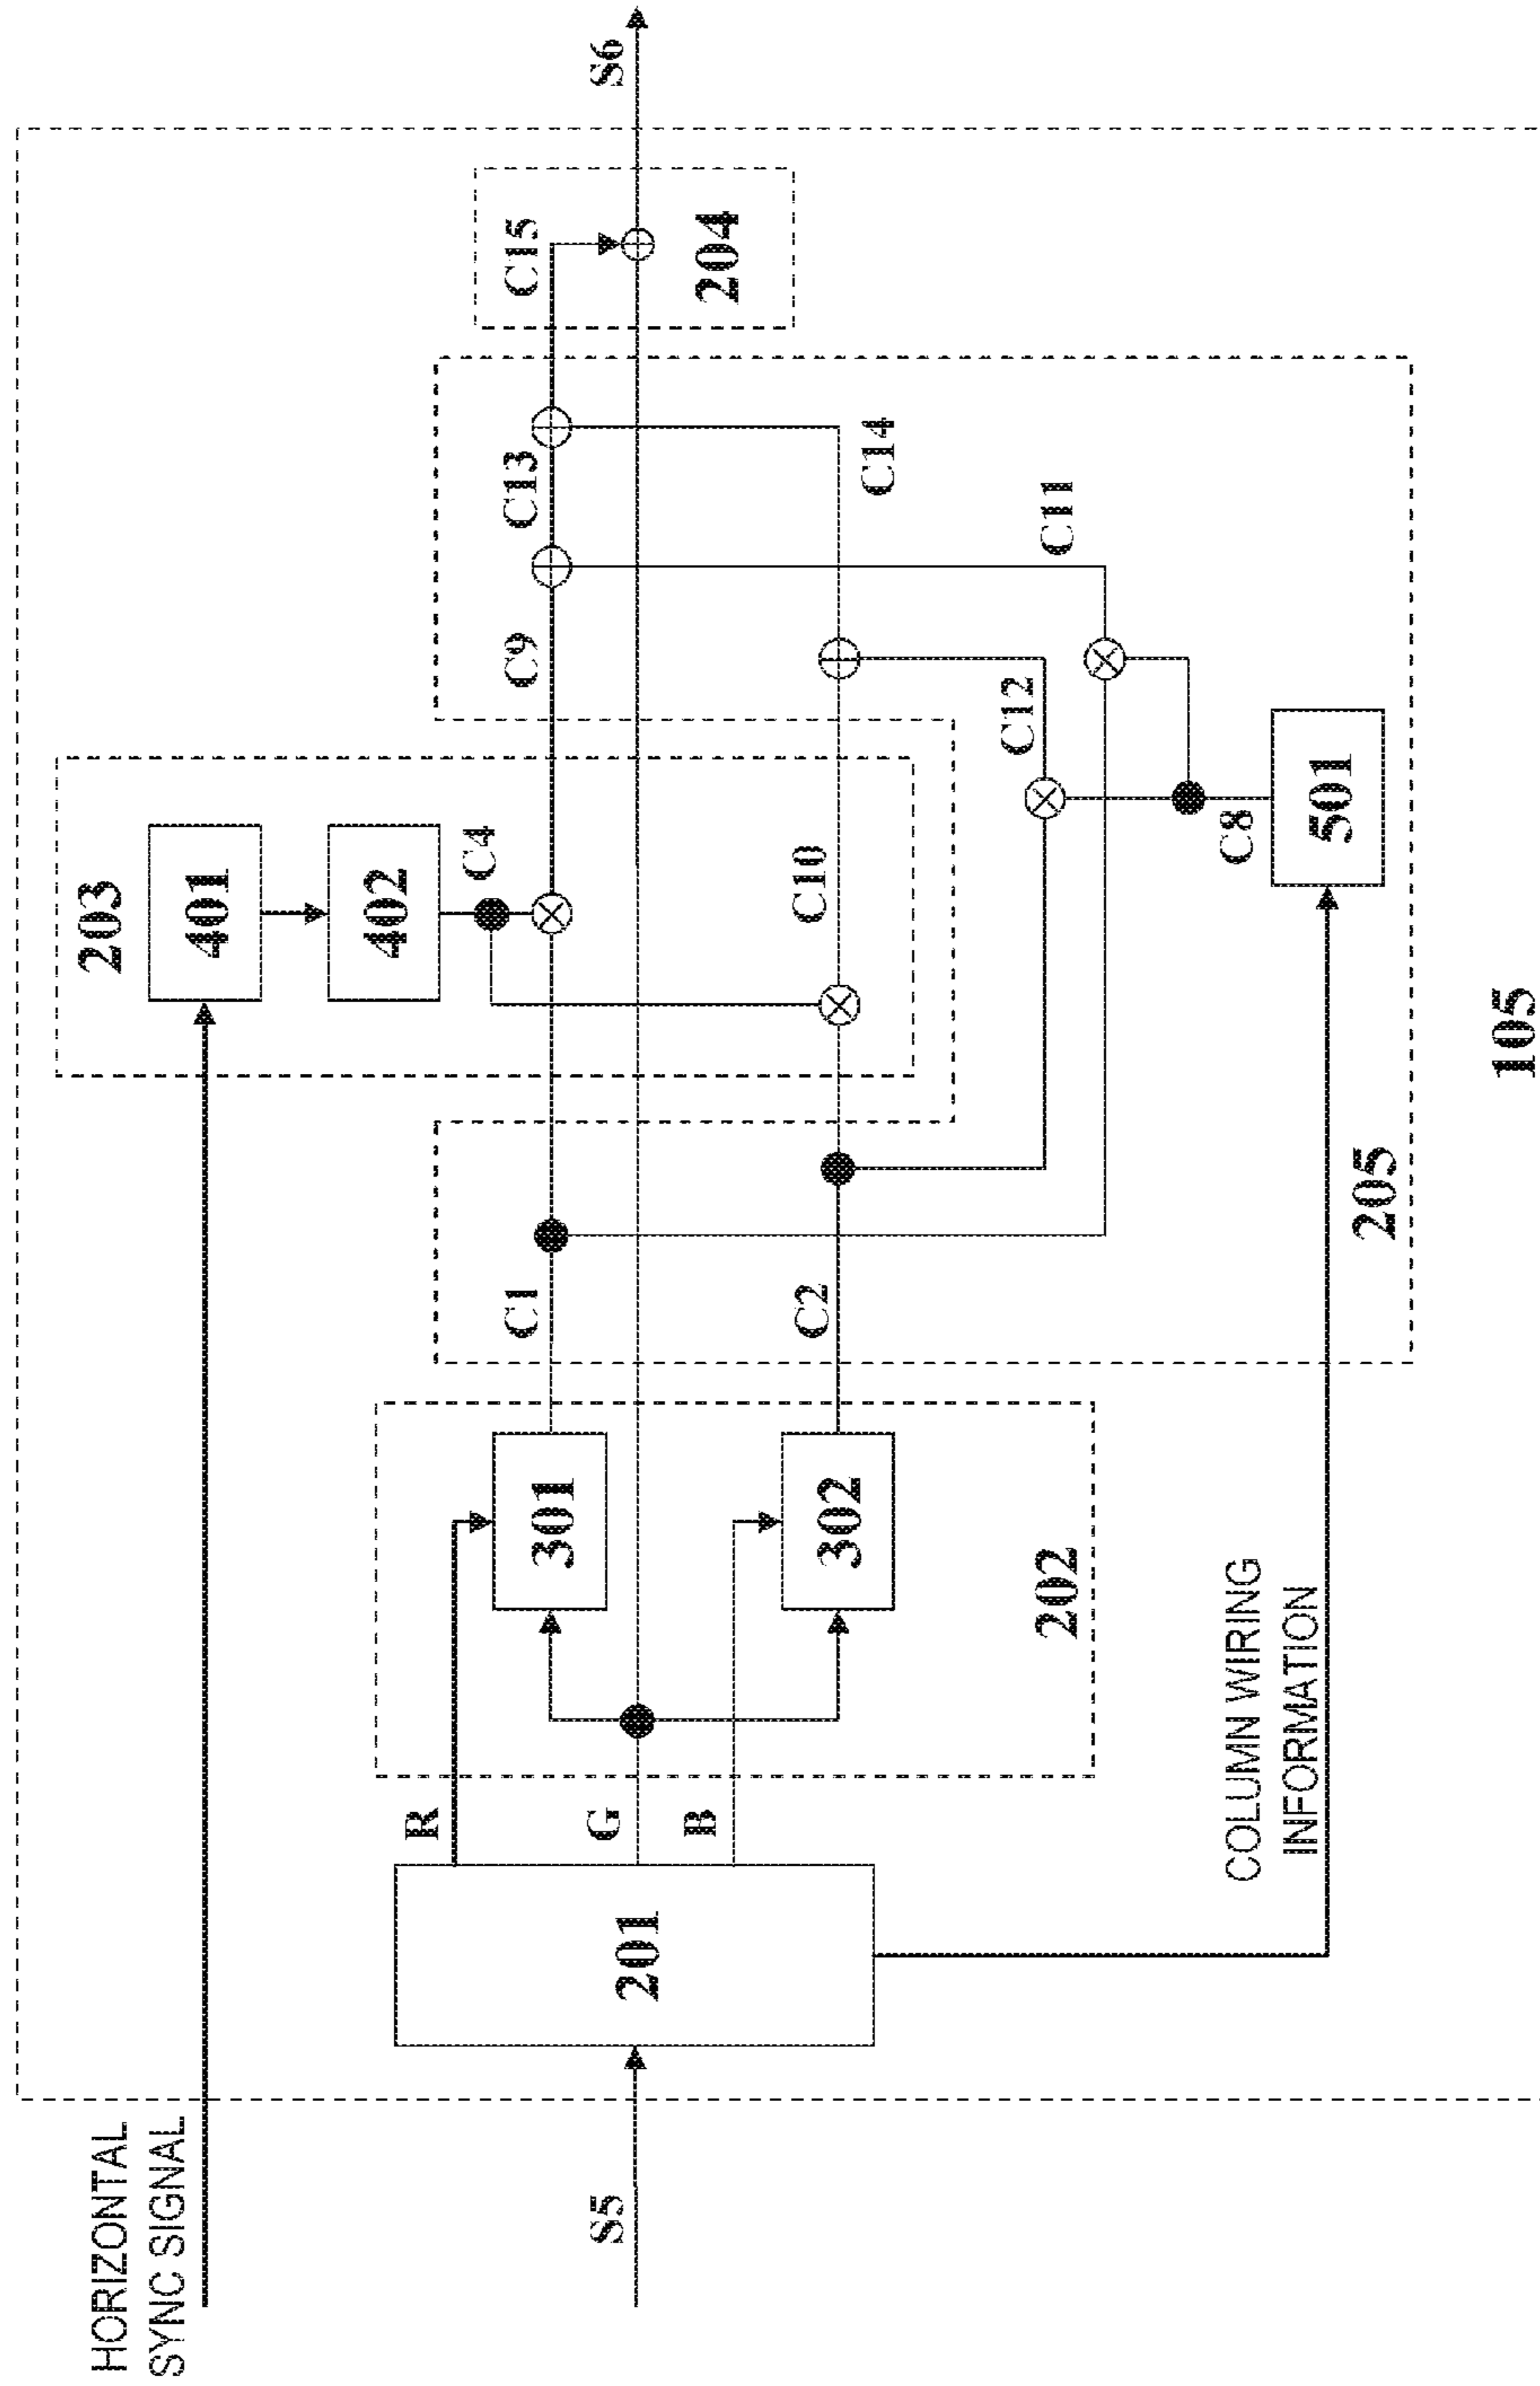 HORIZONTAL
SYNC SIGNAL
S5
201
R
G
B
COLUMN WIRING
INFORMATION
301
302
202
C1
C2
205
203
401
402
C4
C10
C9
C12
C8
501
C13
C14
C11
C15
204
S6
105